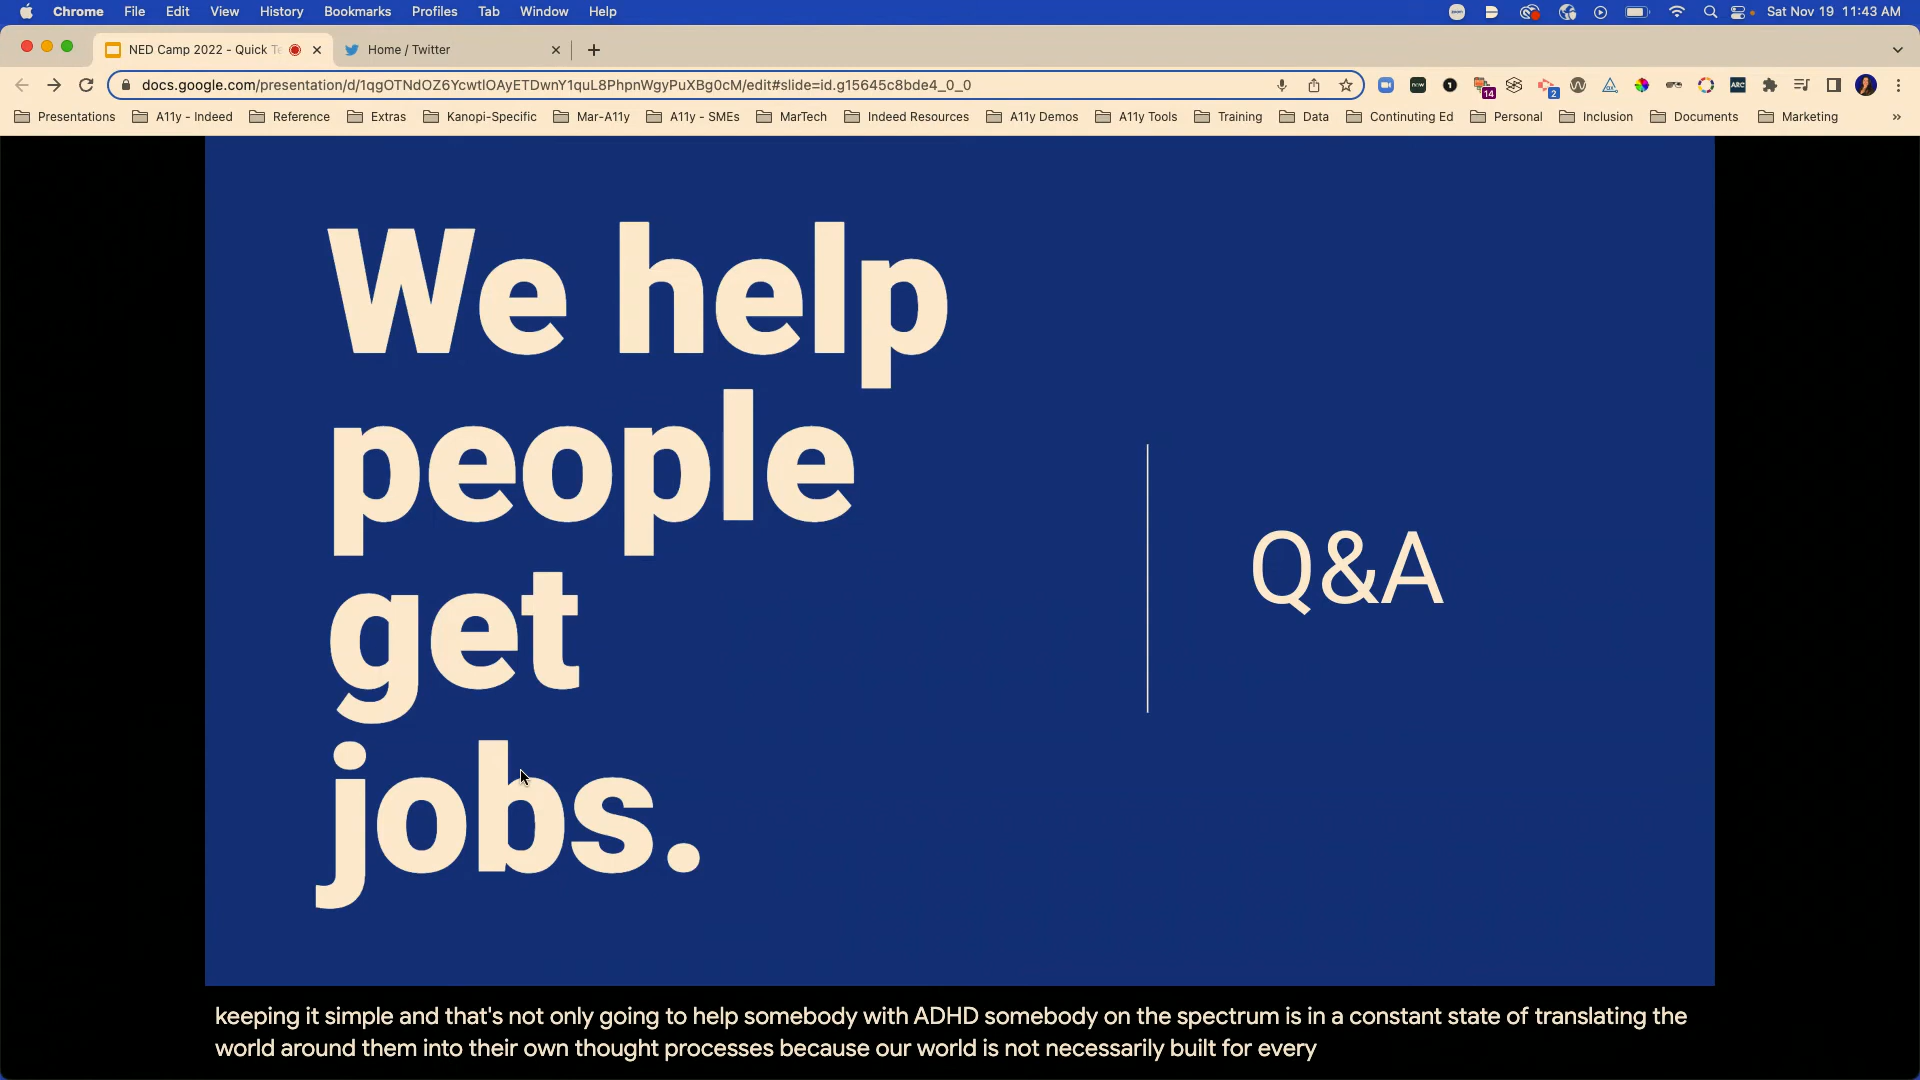 Chrome File Edit View History Bookmarks Profiles Tab Window Help Sat Nov 19 11:43 AM
NED Camp 2022 - Quick Home / Twitter
docs.google.com/presentation/d/1qgOTNdOZ6YcwtlOAyETDwnY1quL8PhpnWgyPuXBg0cM/edit#slide=id.g15645c8bde4_0_0 14 2 ARC
Presentations A11y - Indeed Reference Extras Kanopi-Specific Mar-A11y A11y - SMEs MarTech Indeed Resources A11y Demos A11y Tools Training Data Continuting Ed Personal Inclusion Documents Marketing
We help
people
get
jobs.
Q&A
keeping it simple and that's not only going to help somebody with ADHD somebody on the spectrum is in a constant state of translating the
world around them into their own thought processes because our world is not necessarily built for every